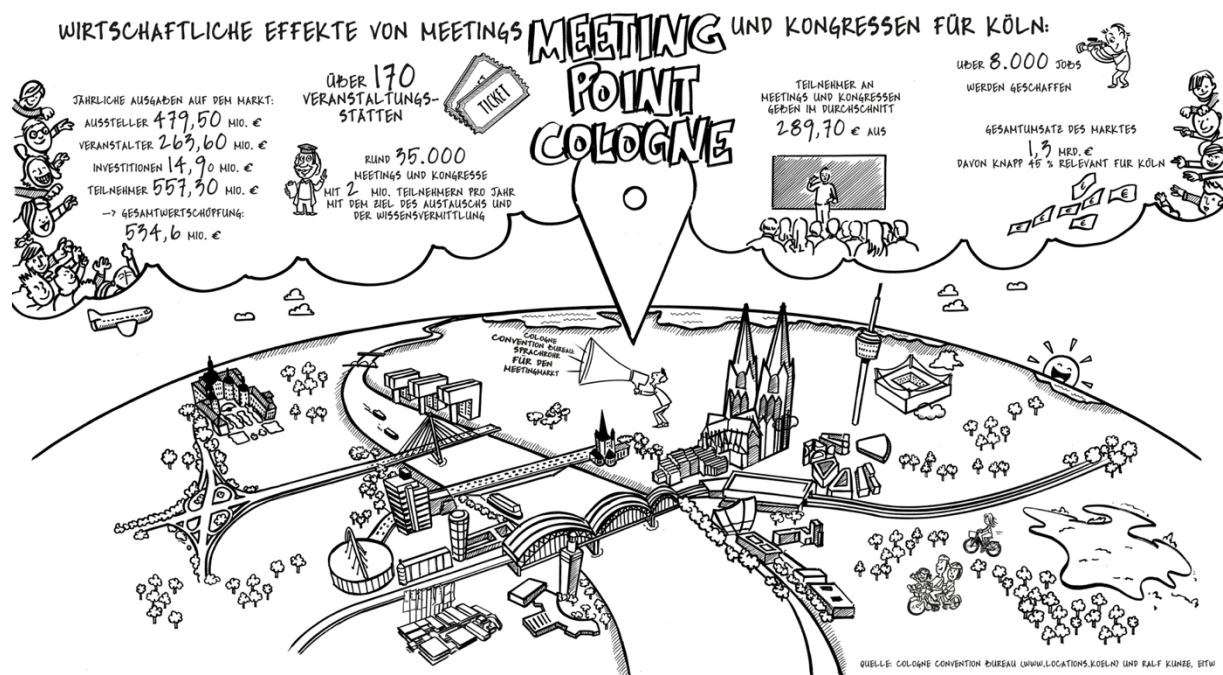 WIRTSCHAFTLICHE EFFEKTE VON MEETINGS UND KONGRESSEN FÜR KÖLN:
MEETING
POINT
COLOGNE
JÄHRLICHE AUSGABEN AUF DEM MARKT:
AUSSTELLER 479,50 MIO. €
VERANSTALTER 263,60 MIO. €
INVESTITIONEN 14,90 MIO. €
TEILNEHMER 557,30 MIO. €
–> GESAMTWERTSCHÖPFUNG:
534,6 MIO. €
ÜBER 170
VERANSTALTUNGS-
STÄTTEN
TICKET
RUND 35.000
MEETINGS UND KONGRESSE
MIT 2 MIO. TEILNEHMERN PRO JAHR
MIT DEM ZIEL DES AUSTAUSCHS UND
DER WISSENSVERMITTLUNG
TEILNEHMER AN
MEETINGS UND KONGRESSEN
GEBEN IM DURCHSCHNITT
289,70 € AUS
ÜBER 8.000 JOBS
WERDEN GESCHAFFEN
GESAMTUMSATZ DES MARKTES
1,3 MRD. €
DAVON KNAPP 45 % RELEVANT FÜR KÖLN
€
€
€
€
€
€
COLOGNE
CONVENTION BUREAU:
SPRACHROHR
FÜR DEN
MEETINGMARKT
QUELLE: COLOGNE CONVENTION BUREAU (WWW.LOCATIONS.KOELN) UND RALF KUNZE, EITW